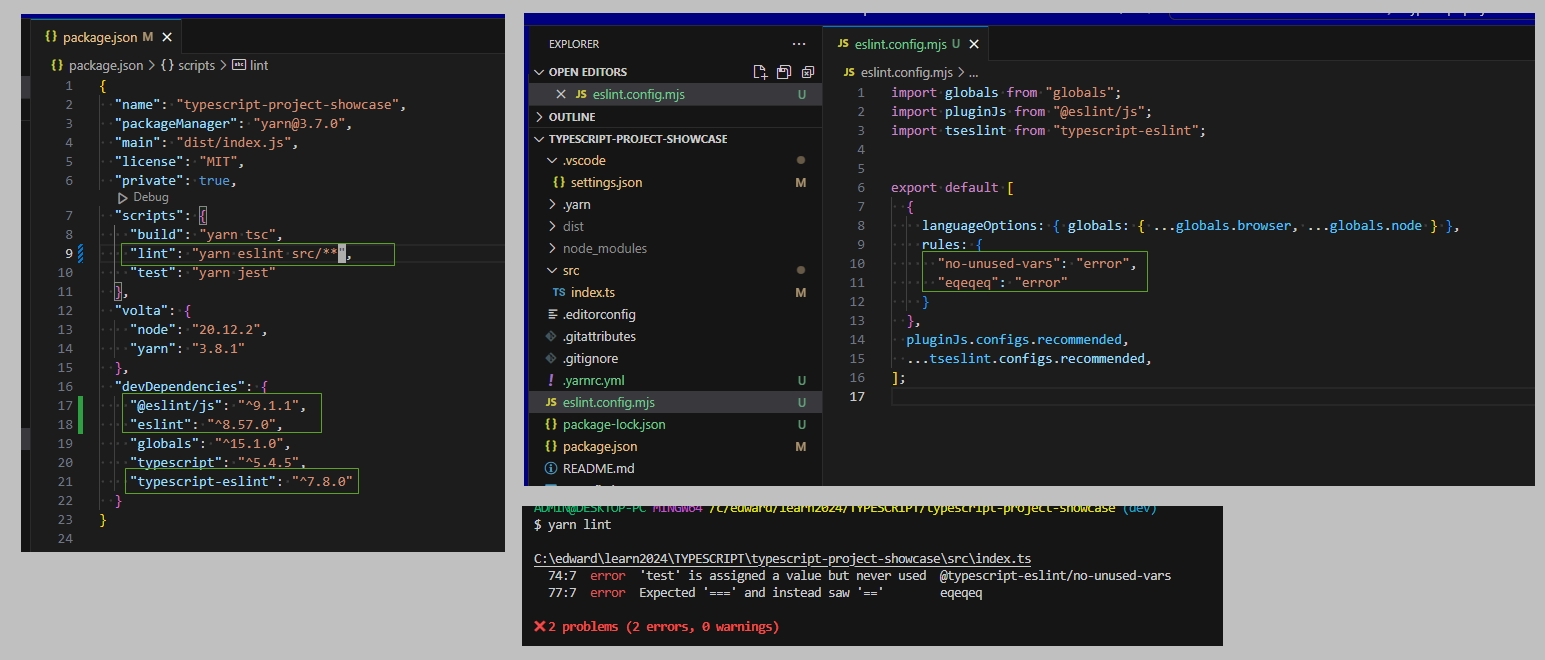 {} package.json M ×
{} package.json > {} scripts > abc lint
1 {
2 "name": "typescript-project-showcase",
3 "packageManager": "yarn@3.7.0",
4 "main": "dist/index.js",
5 "license": "MIT",
6 "private": true,
Debug
7 "scripts": {
8 "build": "yarn tsc",
9 "lint": "yarn eslint src/**",
10 "test": "yarn jest"
11 },
12 "volta": {
13 "node": "20.12.2",
14 "yarn": "3.8.1"
15 },
16 "devDependencies": {
17 "@eslint/js": "^9.1.1",
18 "eslint": "^8.57.0",
19 "globals": "^15.1.0",
20 "typescript": "^5.4.5",
21 "typescript-eslint": "^7.8.0"
22 }
23 }
24
EXPLORER ...
OPEN EDITORS
× JS eslint.config.mjs U
OUTLINE
TYPESCRIPT-PROJECT-SHOWCASE
.vscode
{} settings.json M
.yarn
dist
node_modules
src
TS index.ts M
.editorconfig
.gitattributes
.gitignore
! .yarnrc.yml U
JS eslint.config.mjs U
{} package-lock.json U
{} package.json M
README.md
JS eslint.config.mjs U ×
JS eslint.config.mjs > ...
1 import globals from "globals";
2 import pluginJs from "@eslint/js";
3 import tseslint from "typescript-eslint";
4
5
6 export default [
7 {
8 languageOptions: { globals: { ...globals.browser, ...globals.node } },
9 rules: {
10 "no-unused-vars": "error",
11 "eqeqeq": "error"
12 }
13 },
14 pluginJs.configs.recommended,
15 ...tseslint.configs.recommended,
16 ];
17
ADMIN@DESKTOP-PC MINGW64 /c/edward/learn2024/TYPESCRIPT/typescript-project-showcase (dev)
$ yarn lint
C:\edward\learn2024\TYPESCRIPT\typescript-project-showcase\src\index.ts
74:7 error 'test' is assigned a value but never used @typescript-eslint/no-unused-vars
77:7 error Expected '===' and instead saw '==' eqeqeq
✖ 2 problems (2 errors, 0 warnings)